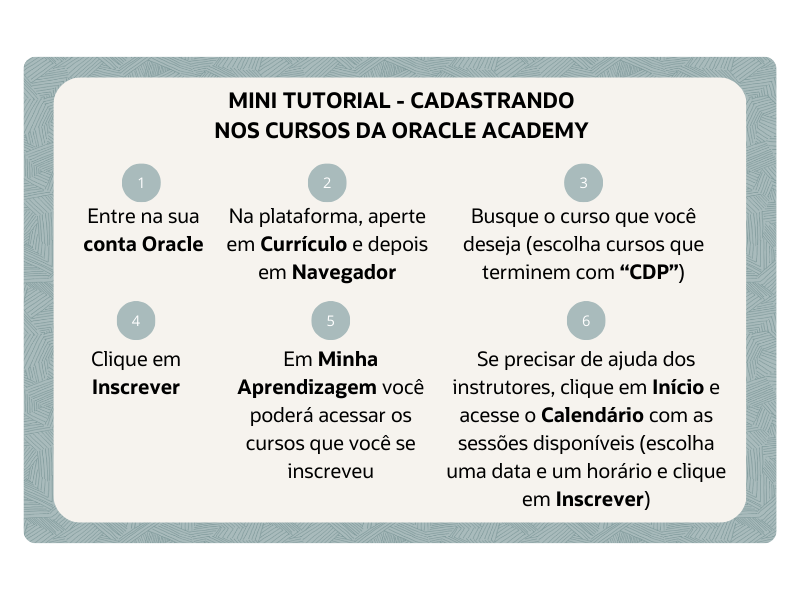 MINI TUTORIAL - CADASTRANDO
NOS CURSOS DA ORACLE ACADEMY
1
Entre na sua
conta Oracle
2
Na plataforma, aperte
em Currículo e depois
em Navegador
3
Busque o curso que você
deseja (escolha cursos que
terminem com “CDP”)
4
Clique em
Inscrever
5
Em Minha
Aprendizagem você
poderá acessar os
cursos que você se
inscreveu
6
Se precisar de ajuda dos
instrutores, clique em Início e
acesse o Calendário com as
sessões disponíveis (escolha
uma data e um horário e clique
em Inscrever)